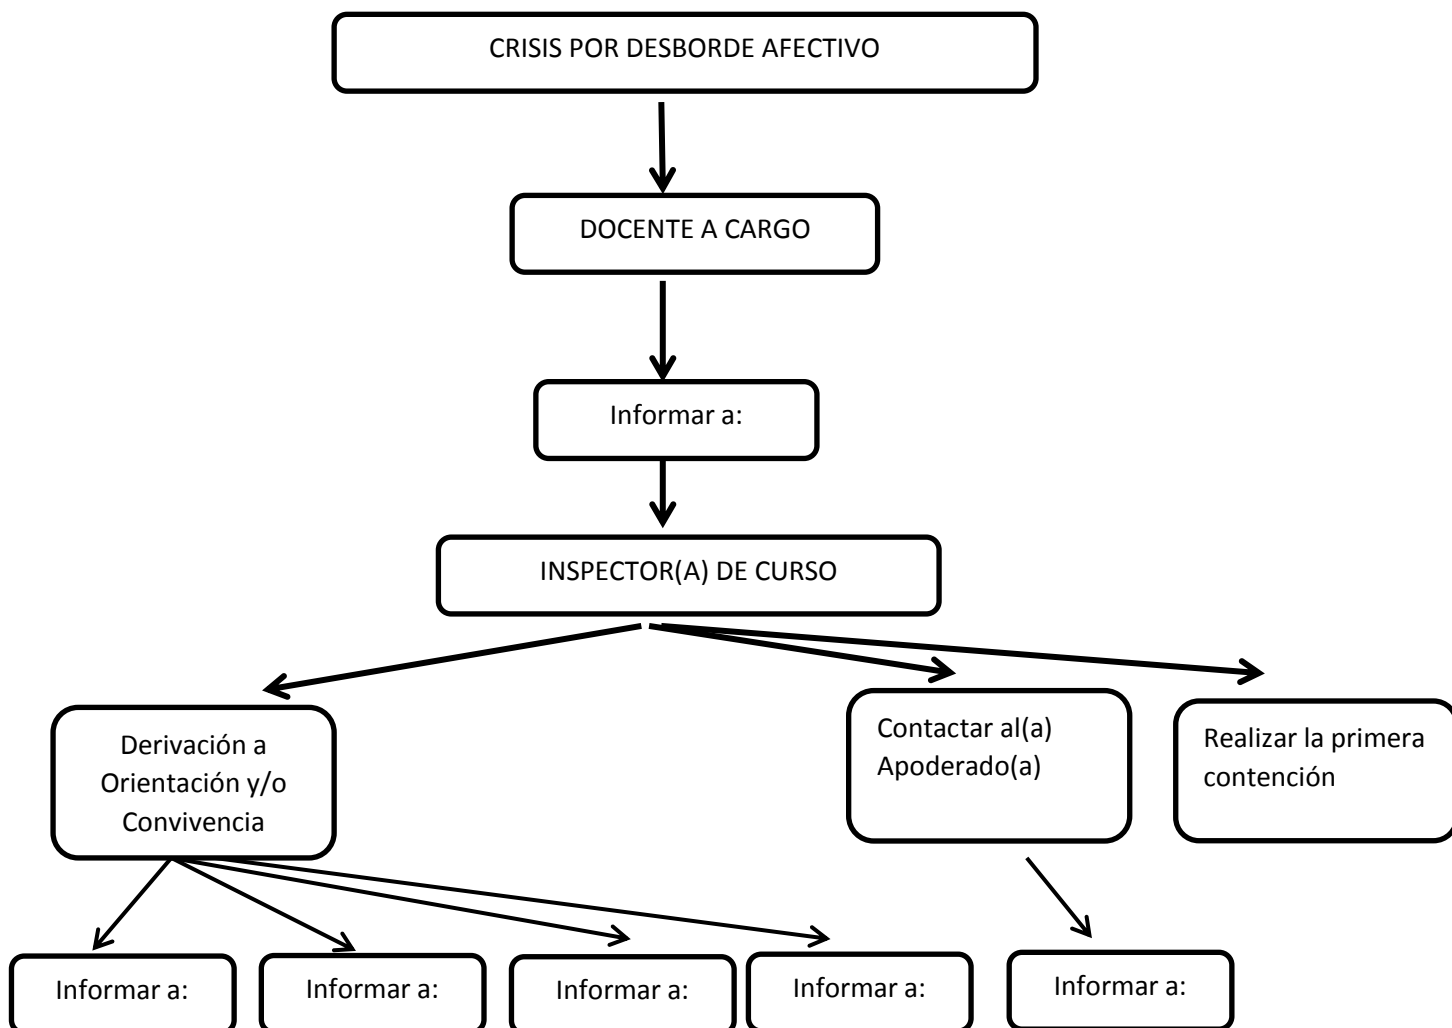 CRISIS POR DESBORDE AFECTIVO
DOCENTE A CARGO
Informar a:
INSPECTOR(A) DE CURSO
Derivación a
Orientación y/o
Convivencia
Contactar al(a)
Apoderado(a)
Realizar la primera
contención
Informar a:
Informar a:
Informar a:
Informar a:
Informar a: